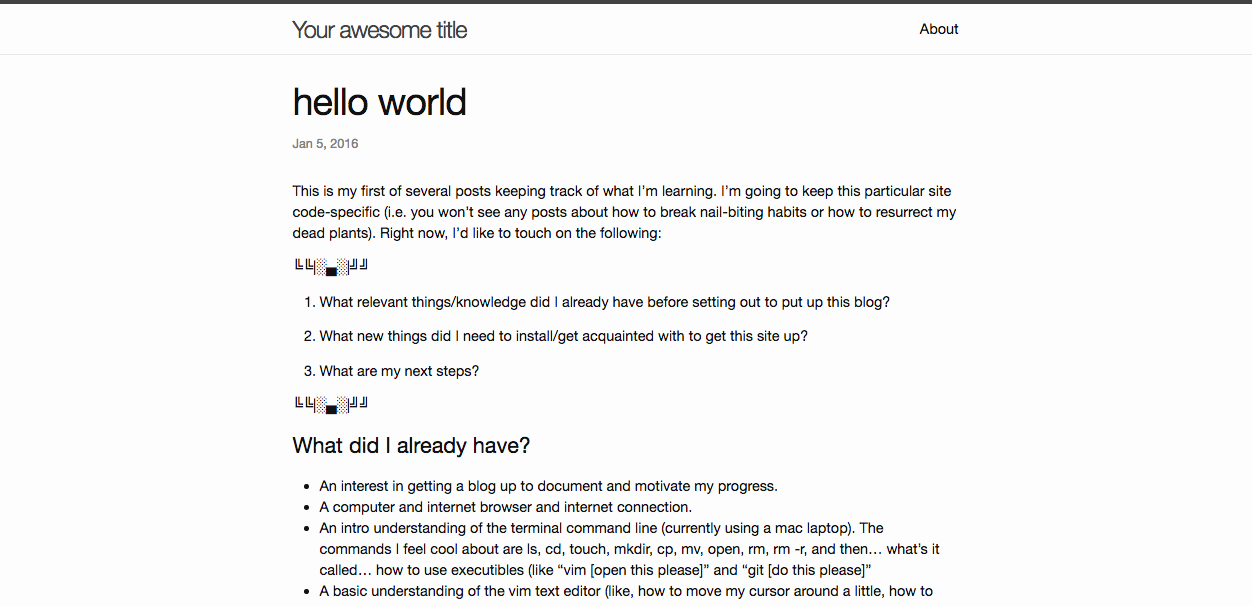 Your awesome title
About
hello world
Jan 5, 2016
This is my first of several posts keeping track of what I’m learning. I’m going to keep this particular site
code-specific (i.e. you won’t see any posts about how to break nail-biting habits or how to resurrect my
dead plants). Right now, I’d like to touch on the following:
╚╚|░▄░|╝╝
1. What relevant things/knowledge did I already have before setting out to put up this blog?
2. What new things did I need to install/get acquainted with to get this site up?
3. What are my next steps?
╚╚|░▄░|╝╝
What did I already have?
• An interest in getting a blog up to document and motivate my progress.
• A computer and internet browser and internet connection.
• An intro understanding of the terminal command line (currently using a mac laptop). The
commands I feel cool about are ls, cd, touch, mkdir, cp, mv, open, rm, rm -r, and then… what’s it
called… how to use executibles (like “vim [open this please]” and “git [do this please]”
• A basic understanding of the vim text editor (like, how to move my cursor around a little, how to